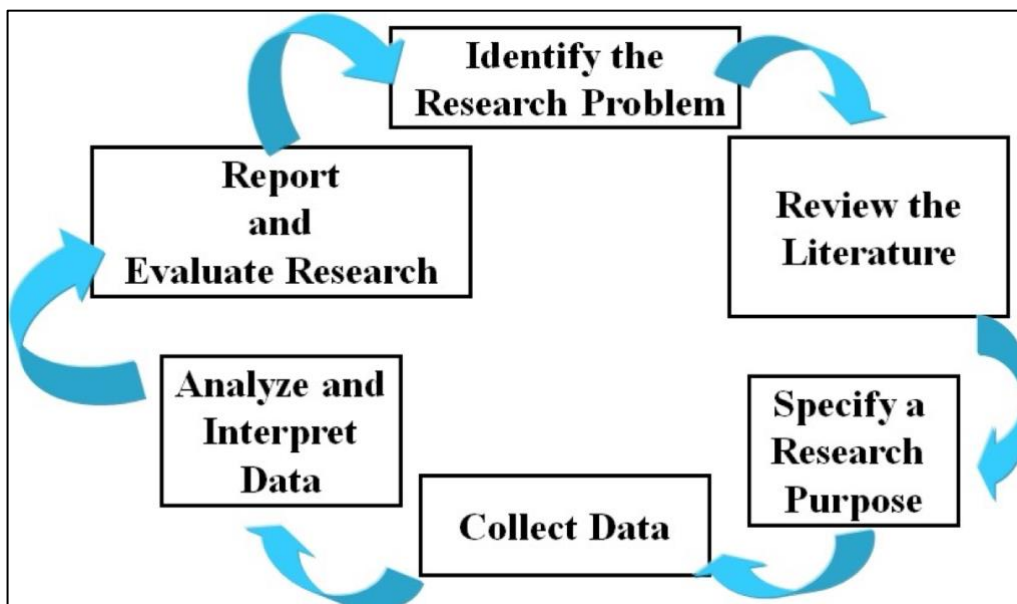 Identify the
Research Problem
Review the
Literature
Specify a
Research
Purpose
Collect Data
Analyze and
Interpret
Data
Report
and
Evaluate Research